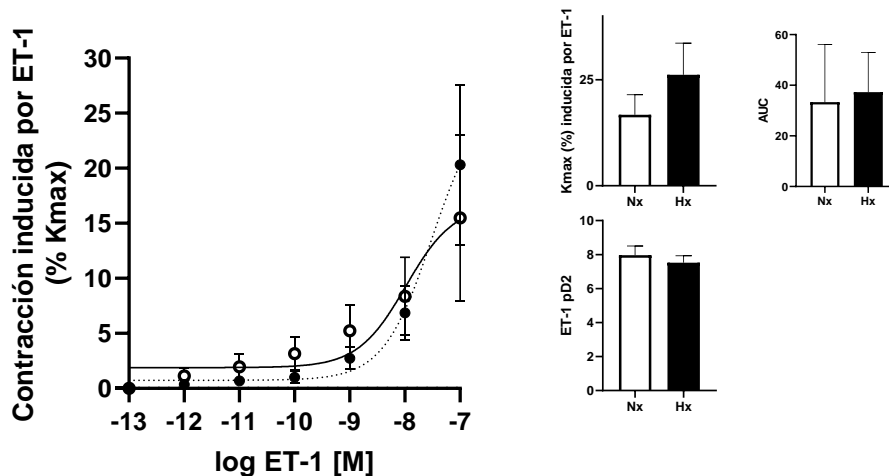 Contracción inducida por ET-1
(% Kmax)
30
25
20
15
10
5
0
-13 -12 -11 -10 -9 -8 -7
log ET-1 [M]
Kmax (%) inducida por ET-1
25
0
Nx Hx
AUC
60
40
20
0
Nx Hx
ET-1 pD2
10
8
6
4
2
0
Nx Hx